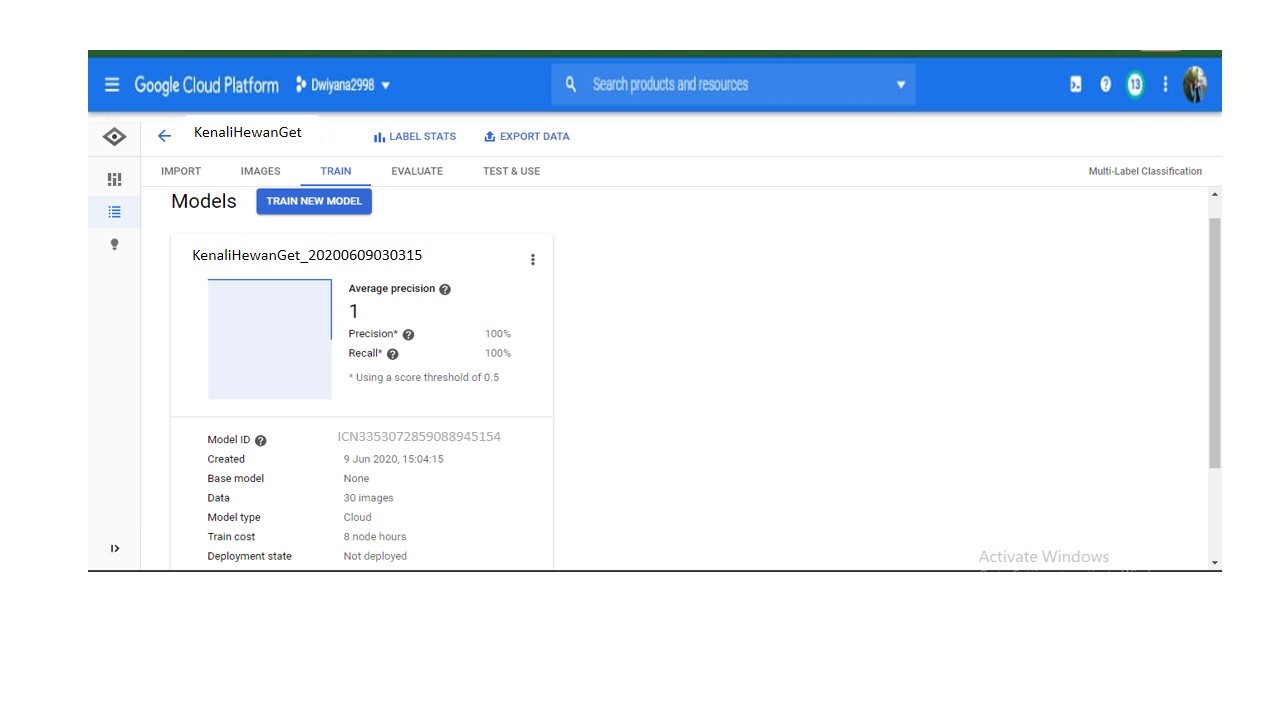 Google Cloud Platform Dwiyana2998 Search products and resources 13
KenaliHewanGet LABEL STATS EXPORT DATA
IMPORT IMAGES TRAIN EVALUATE TEST & USE Multi-Label Classification
Models TRAIN NEW MODEL
KenaliHewanGet_20200609030315
Average precision
1
Precision* 100%
Recall* 100%
* Using a score threshold of 0.5
Model ID ICN3353072859088945154
Created 9 Jun 2020, 15:04:15
Base model None
Data 30 images
Model type Cloud
Train cost 8 node hours
Deployment state Not deployed
Activate Windows